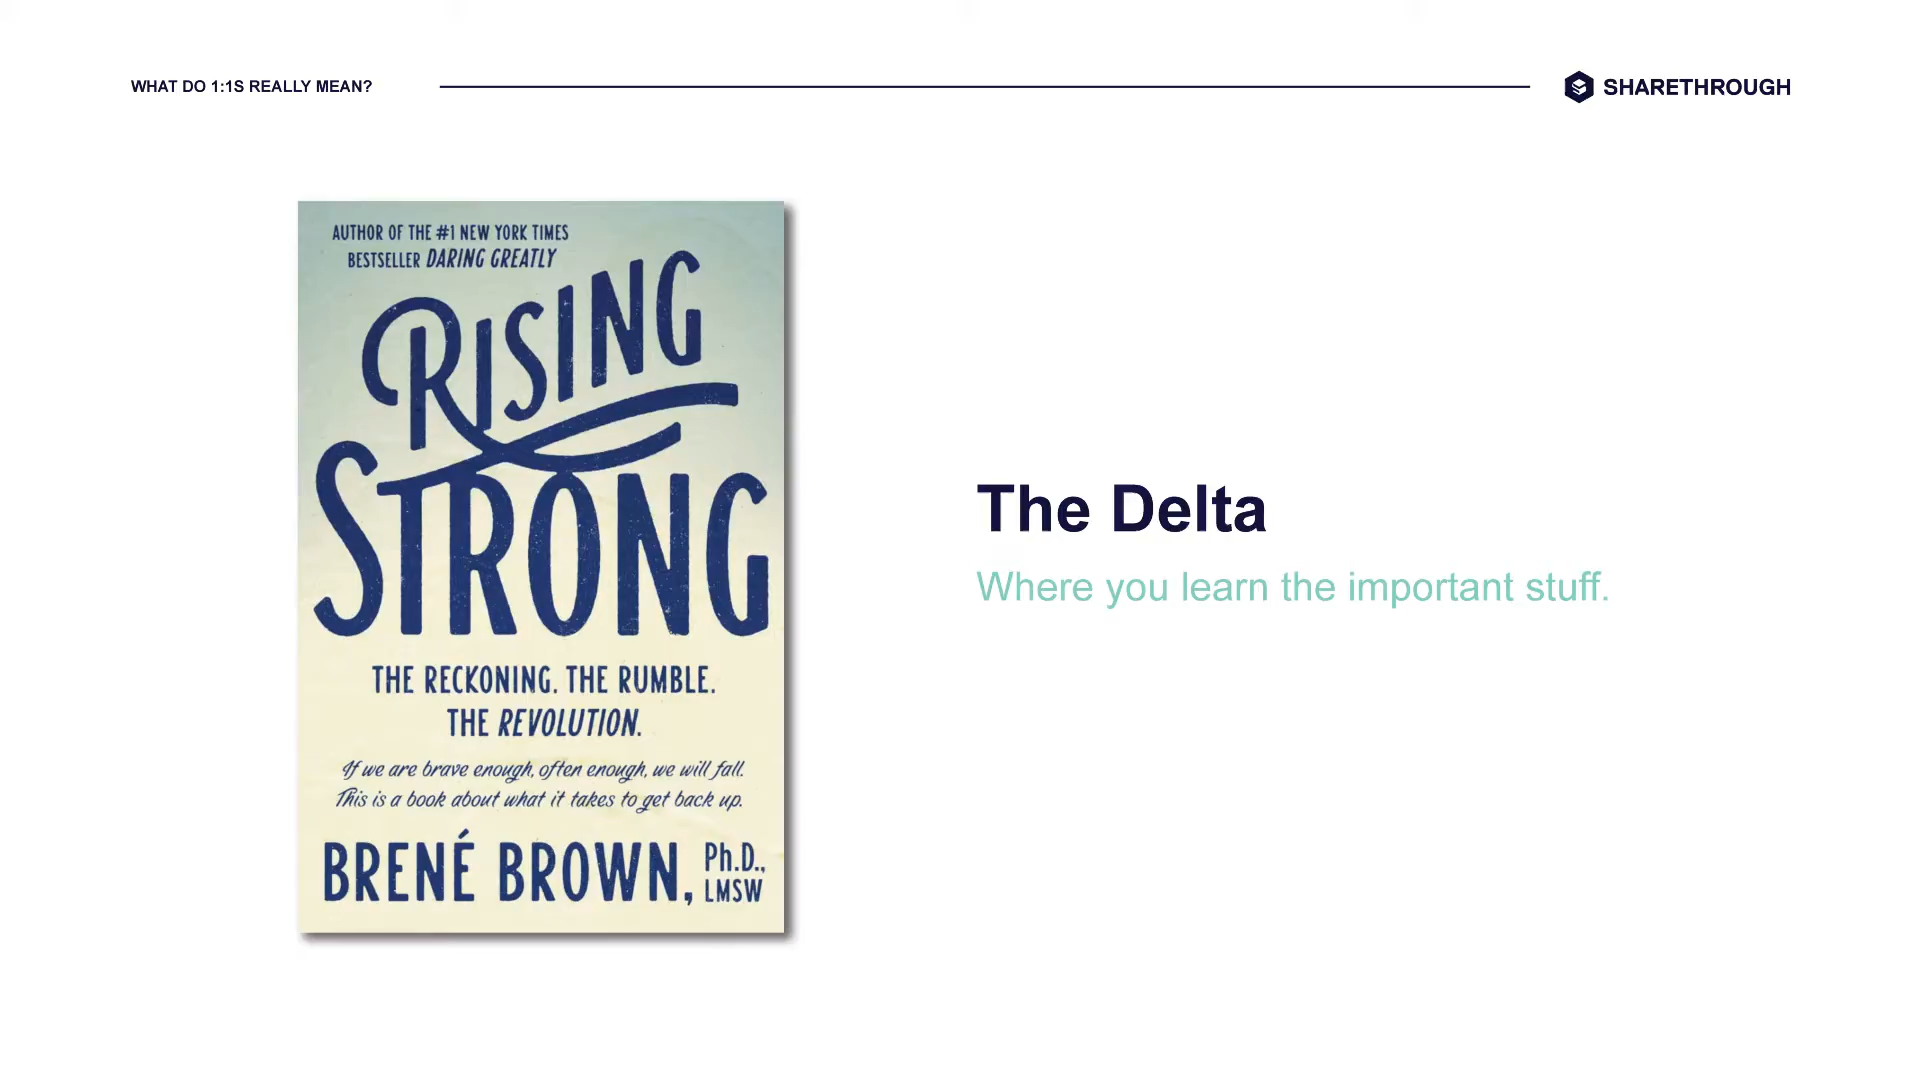 WHAT DO 1:1S REALLY MEAN?
SHARETHROUGH
AUTHOR OF THE #1 NEW YORK TIMES
BESTSELLER DARING GREATLY
RISING
STRONG
THE RECKONING. THE RUMBLE.
THE REVOLUTION.
If we are brave enough, often enough, we will fall.
This is a book about what it takes to get back up.
BRENÉ BROWN, Ph.D.,
LMSW
The Delta
Where you learn the important stuff.